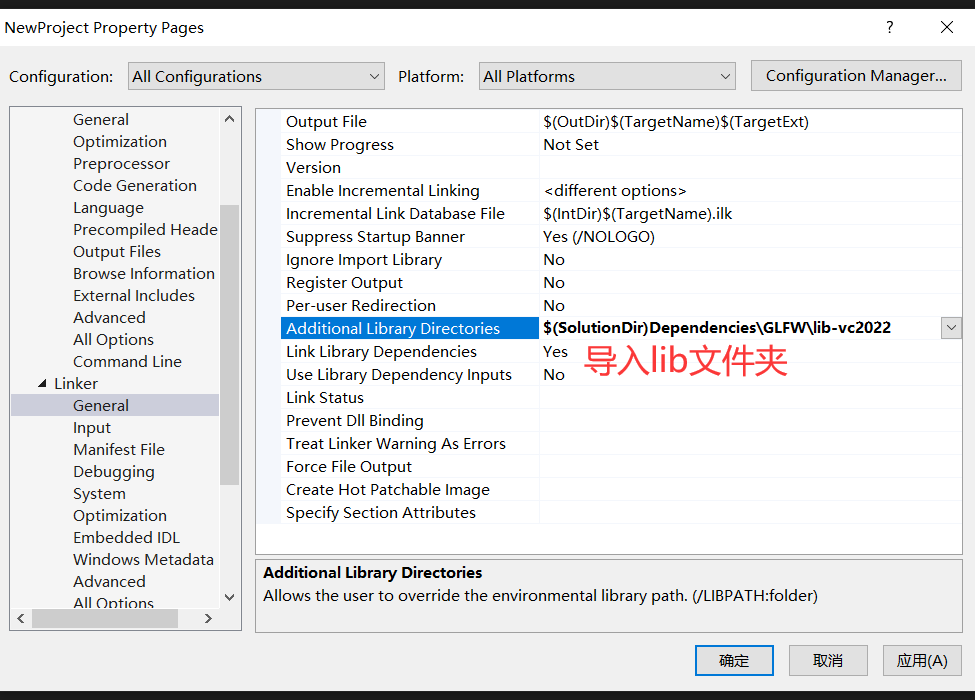 NewProject Property Pages
?
Configuration: All Configurations Platform: All Platforms Configuration Manager...
General
Optimization
Preprocessor
Code Generation
Language
Precompiled Heade
Output Files
Browse Information
External Includes
Advanced
All Options
Command Line
Linker
General
Input
Manifest File
Debugging
System
Optimization
Embedded IDL
Windows Metadata
Advanced
All Options
Output File $(OutDir)$(TargetName)$(TargetExt)
Show Progress Not Set
Version
Enable Incremental Linking <different options>
Incremental Link Database File $(IntDir)$(TargetName).ilk
Suppress Startup Banner Yes (/NOLOGO)
Ignore Import Library No
Register Output No
Per-user Redirection No
Additional Library Directories $(SolutionDir)Dependencies\GLFW\lib-vc2022
Link Library Dependencies Yes
导入lib文件夹
Use Library Dependency Inputs No
Link Status
Prevent Dll Binding
Treat Linker Warning As Errors
Force File Output
Create Hot Patchable Image
Specify Section Attributes
Additional Library Directories
Allows the user to override the environmental library path. (/LIBPATH:folder)
确定 取消 应用(A)